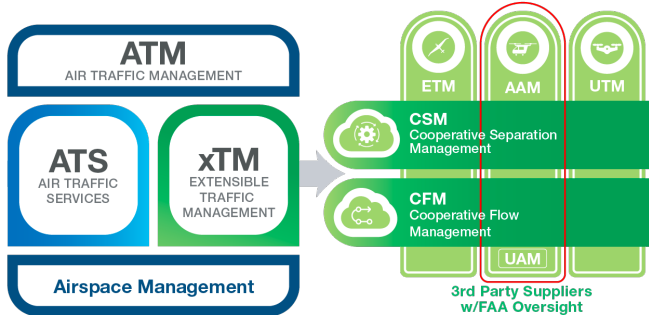 ATM
AIR TRAFFIC MANAGEMENT
ATS
AIR TRAFFIC
SERVICES
xTM
EXTENSIBLE
TRAFFIC
MANAGEMENT
Airspace Management
ETM
AAM
UTM
CSM
Cooperative Separation
Management
CFM
Cooperative Flow
Management
UAM
3rd Party Suppliers
w/FAA Oversight